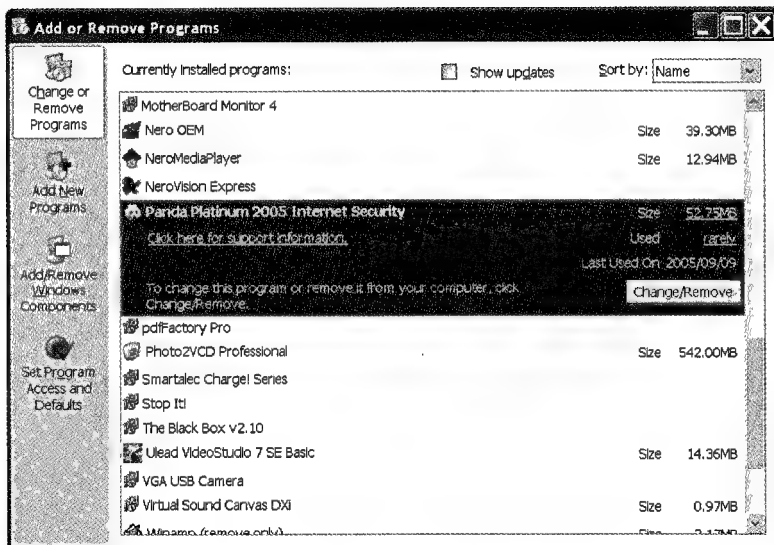 Add or Remove Programs
Change or
Remove
Programs
Add New
Programs
Add/Remove
Windows
Components
Set Program
Access and
Defaults
Currently installed programs:
Show updates
Sort by: Name
MotherBoard Monitor 4
Nero OEM Size 39.30MB
NeroMediaPlayer Size 12.94MB
NeroVision Express
Panda Platinum 2005 Internet Security Size 52.75MB
Click here for support information. Used rarely
Last Used On 2005/09/09
To change this program or remove it from your computer, click
Change/Remove. Change/Remove
pdfFactory Pro
Photo2VCD Professional Size 542.00MB
Smartalec Charge! Series
Stop It!
The Black Box v2.10
Ulead VideoStudio 7 SE Basic Size 14.36MB
VGA USB Camera
Virtual Sound Canvas DXi Size 0.97MB
Winamp (remove only) Size